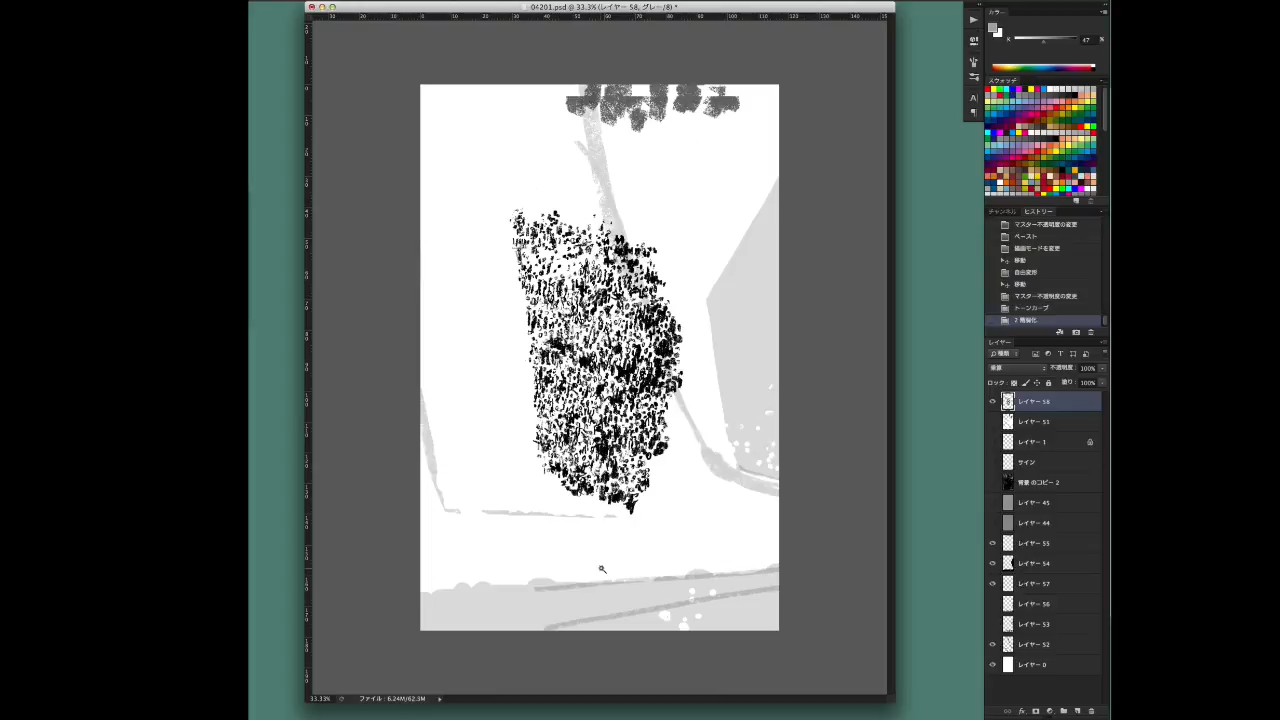 04201.psd @ 33.3% (レイヤー 58, グレー/8) *
カラー
K
47
%
スウォッチ
チャンネル
ヒストリー
マスター不透明度の変更
ペースト
描画モードを変更
移動
自由変形
移動
マスター不透明度の変更
トーンカーブ
2 階調化
レイヤー
種類
乗算
不透明度：
100%
ロック：
塗り：
100%
レイヤー 58
レイヤー 51
レイヤー 1
サイン
背景 のコピー 2
レイヤー 45
レイヤー 44
レイヤー 55
レイヤー 54
レイヤー 57
レイヤー 56
レイヤー 53
レイヤー 52
レイヤー 0
33.33%
ファイル : 6.24M/62.3M